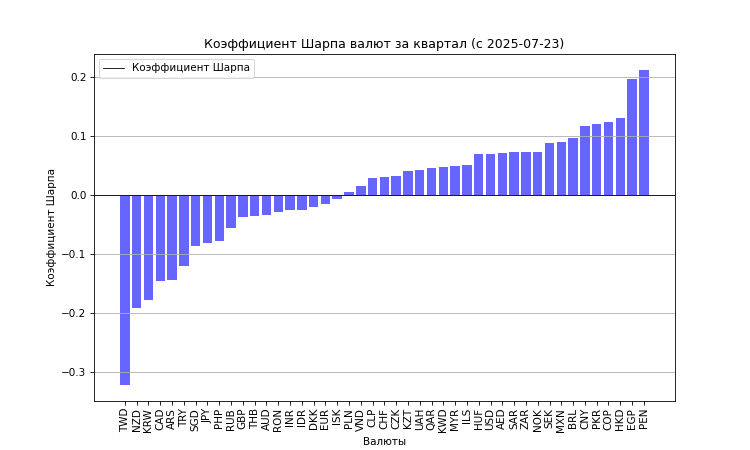 Коэффициент Шарпа валют за квартал (с 2025-07-23)
Коэффициент Шарпа
0.2
0.1
0.0
−0.1
−0.2
−0.3
Коэффициент Шарпа
TWD
NZD
KRW
CAD
ARS
TRY
SGD
JPY
PHP
RUB
GBP
THB
AUD
RON
INR
IDR
DKK
EUR
ISK
PLN
VND
CLP
CHF
CZK
KZT
UAH
QAR
KWD
MYR
ILS
HUF
USD
AED
SAR
ZAR
NOK
SEK
MXN
BRL
CNY
PKR
COP
HKD
EGP
PEN
Валюты